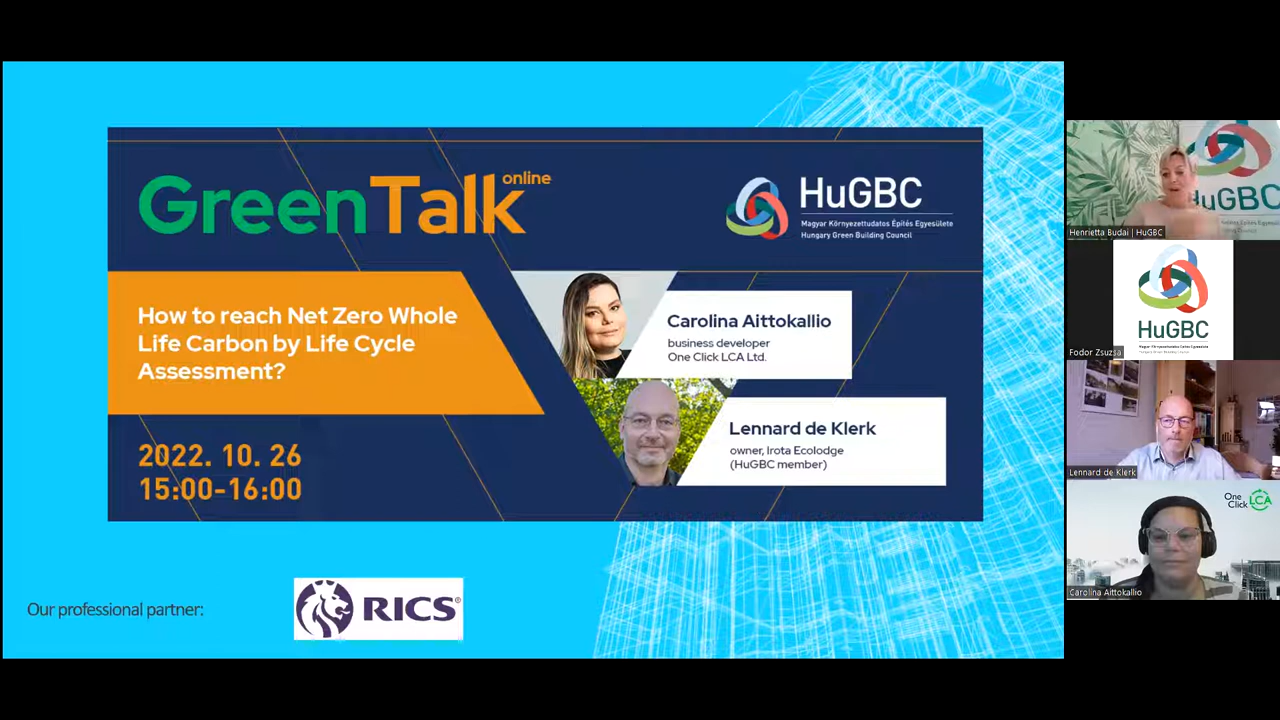 GreenTalk
online
HuGBC
Magyar Környezettudatos Építés Egyesülete
Hungary Green Building Council
How to reach Net Zero Whole
Life Carbon by Life Cycle
Assessment?
Carolina Aittokallio
business developer
One Click LCA Ltd.
Lennard de Klerk
owner, Irota Ecolodge
(HuGBC member)
2022. 10. 26
15:00-16:00
Our professional partner:
RICS®
HuGBC
Henrietta Budai | HuGBC
HuGBC
Fodor Zsuzsa
Lennard de Klerk
One
Click LCA
Carolina Aittokallio